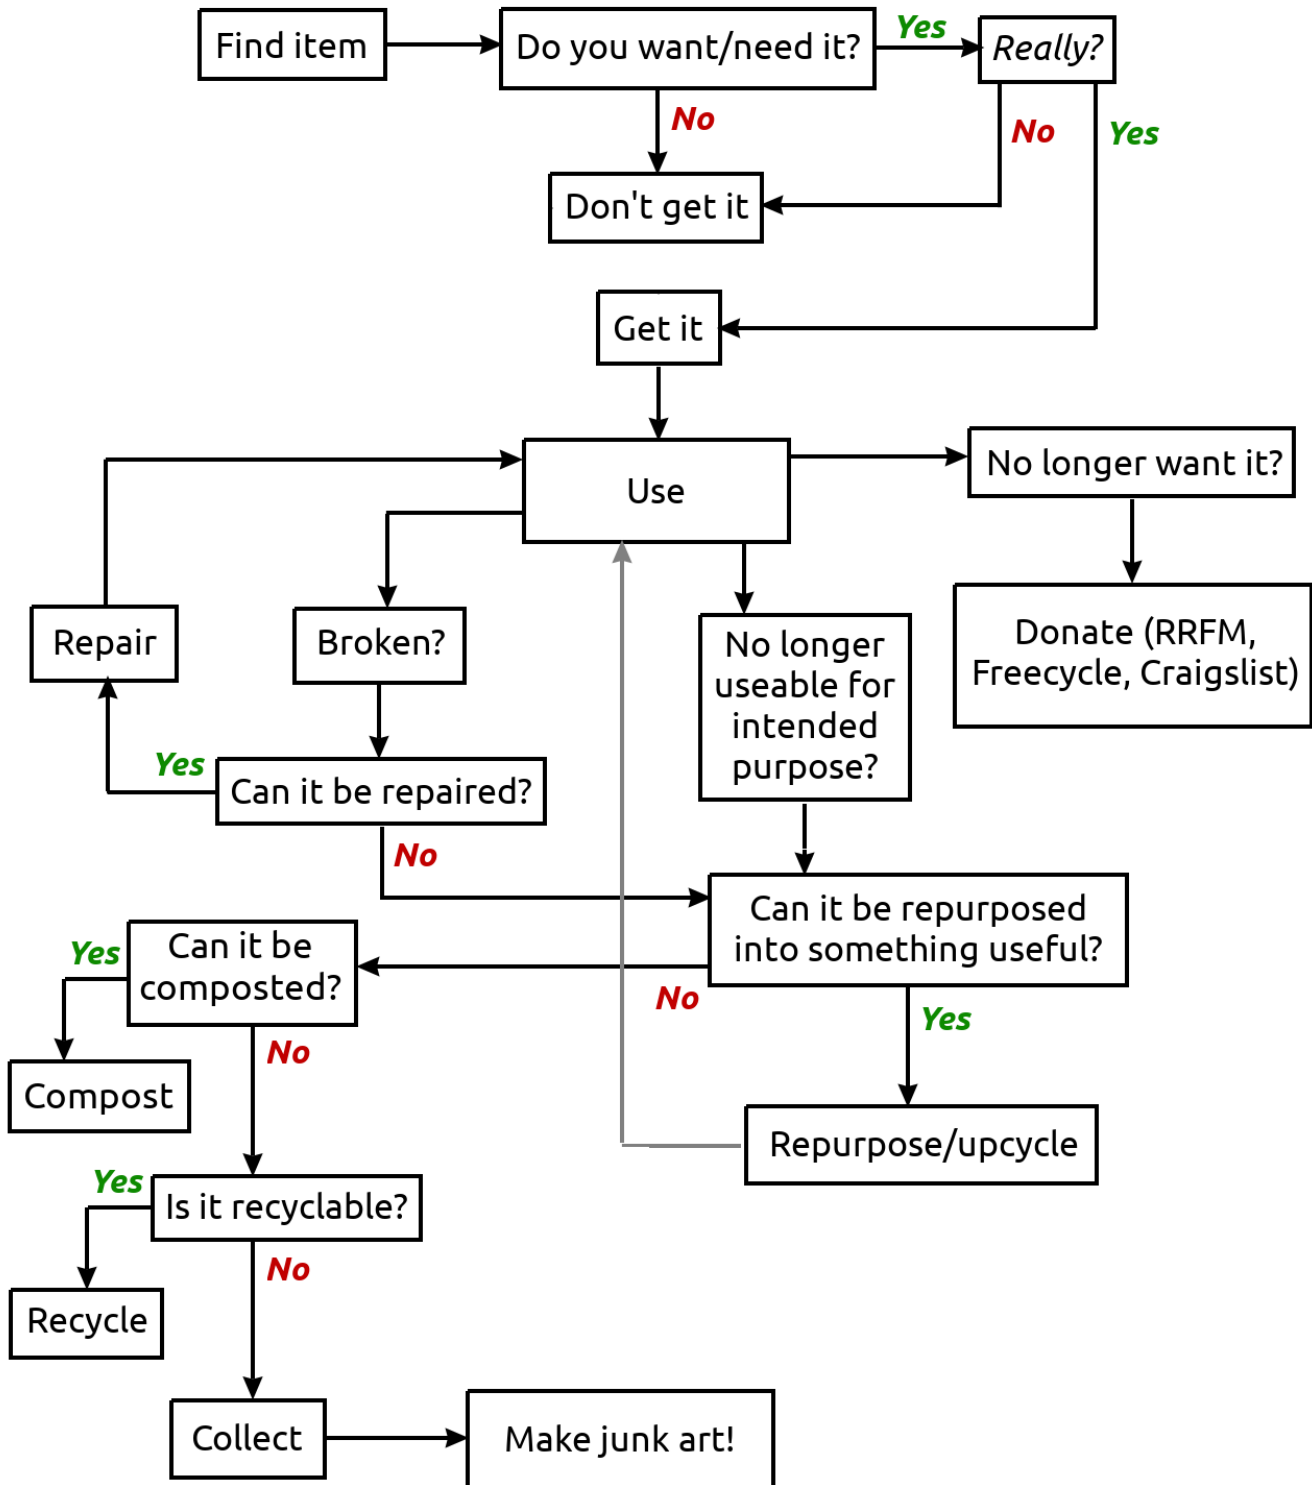 Find item
Do you want/need it?
Yes
Really?
No
No
Yes
Don't get it
Get it
Use
No longer want it?
Repair
Broken?
No longer
useable for
intended
purpose?
Donate (RRFM,
Freecycle, Craigslist)
Yes
Can it be repaired?
No
Can it be repurposed
into something useful?
Yes
Can it be
composted?
No
Yes
No
Compost
Repurpose/upcycle
Yes
Is it recyclable?
No
Recycle
Collect
Make junk art!